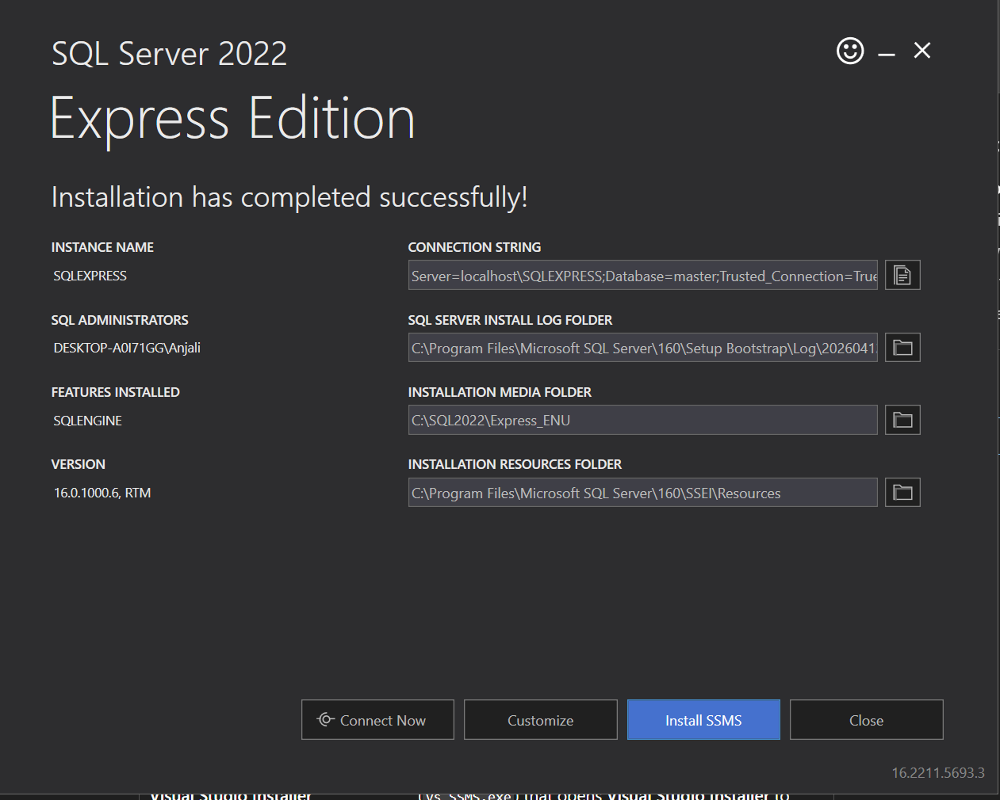 SQL Server 2022
Express Edition
Installation has completed successfully!
INSTANCE NAME
SQLEXPRESS
CONNECTION STRING
Server=localhost\SQLEXPRESS;Database=master;Trusted_Connection=True
SQL ADMINISTRATORS
DESKTOP-A0I71GG\Anjali
SQL SERVER INSTALL LOG FOLDER
C:\Program Files\Microsoft SQL Server\160\Setup Bootstrap\Log\2026041
FEATURES INSTALLED
SQLENGINE
INSTALLATION MEDIA FOLDER
C:\SQL2022\Express_ENU
VERSION
16.0.1000.6, RTM
INSTALLATION RESOURCES FOLDER
C:\Program Files\Microsoft SQL Server\160\SSEI\Resources
Connect Now
Customize
Install SSMS
Close
16.2211.5693.3
Visual Studio Installer (vs_SSMS.exe) that opens Visual Studio Installer to